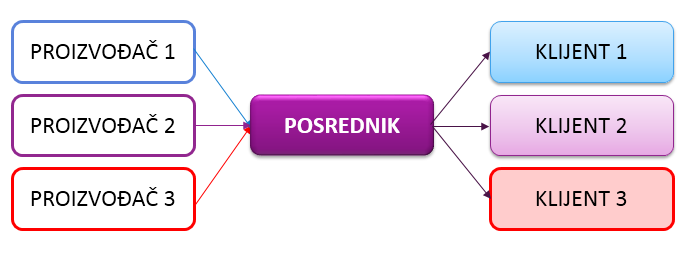 PROIZVOĐAČ 1
PROIZVOĐAČ 2
PROIZVOĐAČ 3
POSREDNIK
KLIJENT 1
KLIJENT 2
KLIJENT 3